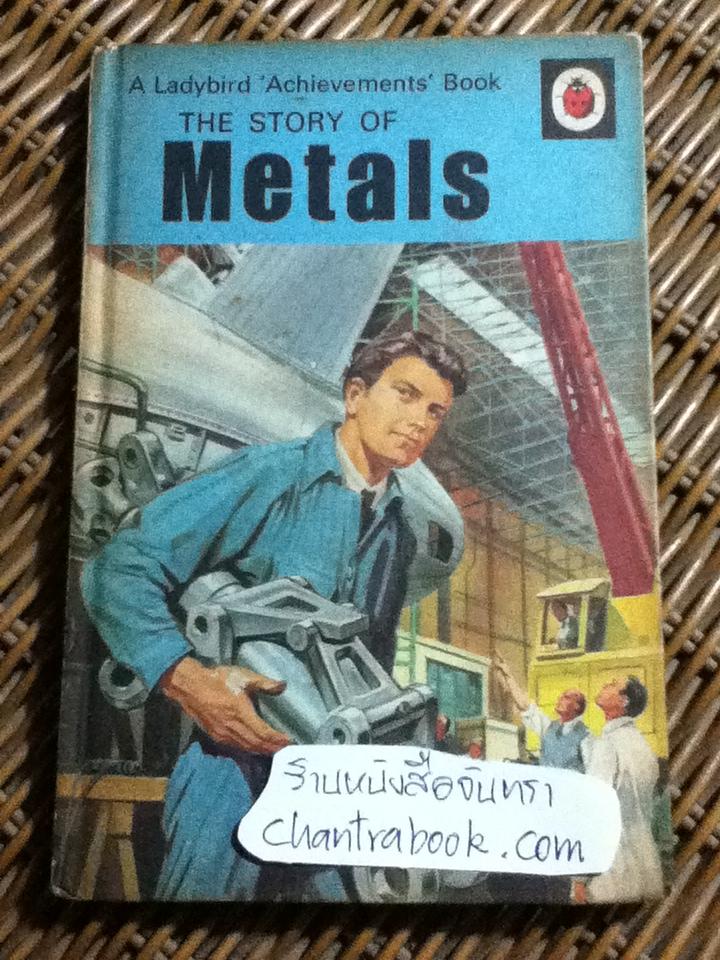 A Ladybird 'Achievements' Book
THE STORY OF
Metals
ร้านหนังสือจันทรา
chantrabook.com